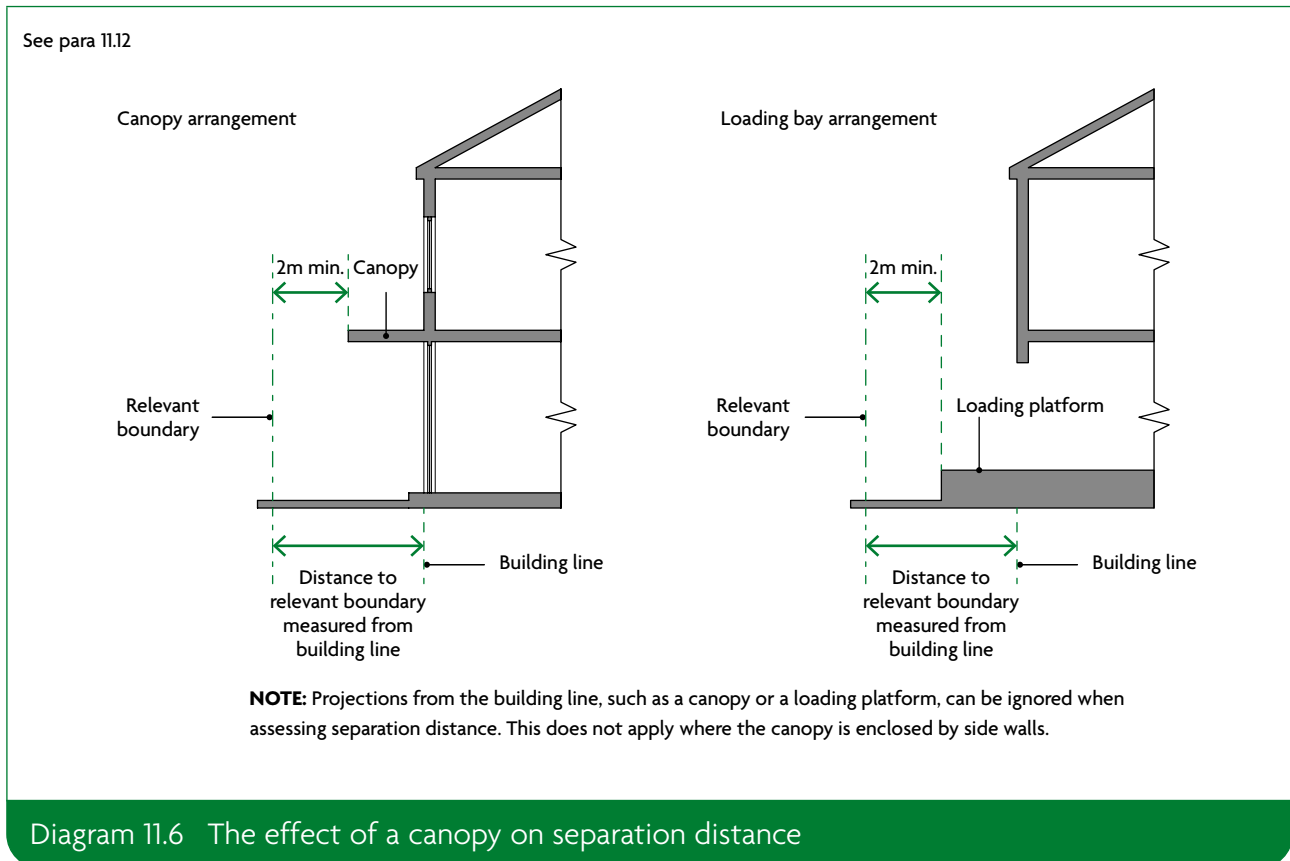 See para 11.12
Canopy arrangement
2m min.
Canopy
Relevant
boundary
Building line
Distance to
relevant boundary
measured from
building line
Loading bay arrangement
2m min.
Relevant
boundary
Loading platform
Building line
Distance to
relevant boundary
measured from
building line
NOTE: Projections from the building line, such as a canopy or a loading platform, can be ignored when
assessing separation distance. This does not apply where the canopy is enclosed by side walls.
Diagram 11.6 The effect of a canopy on separation distance